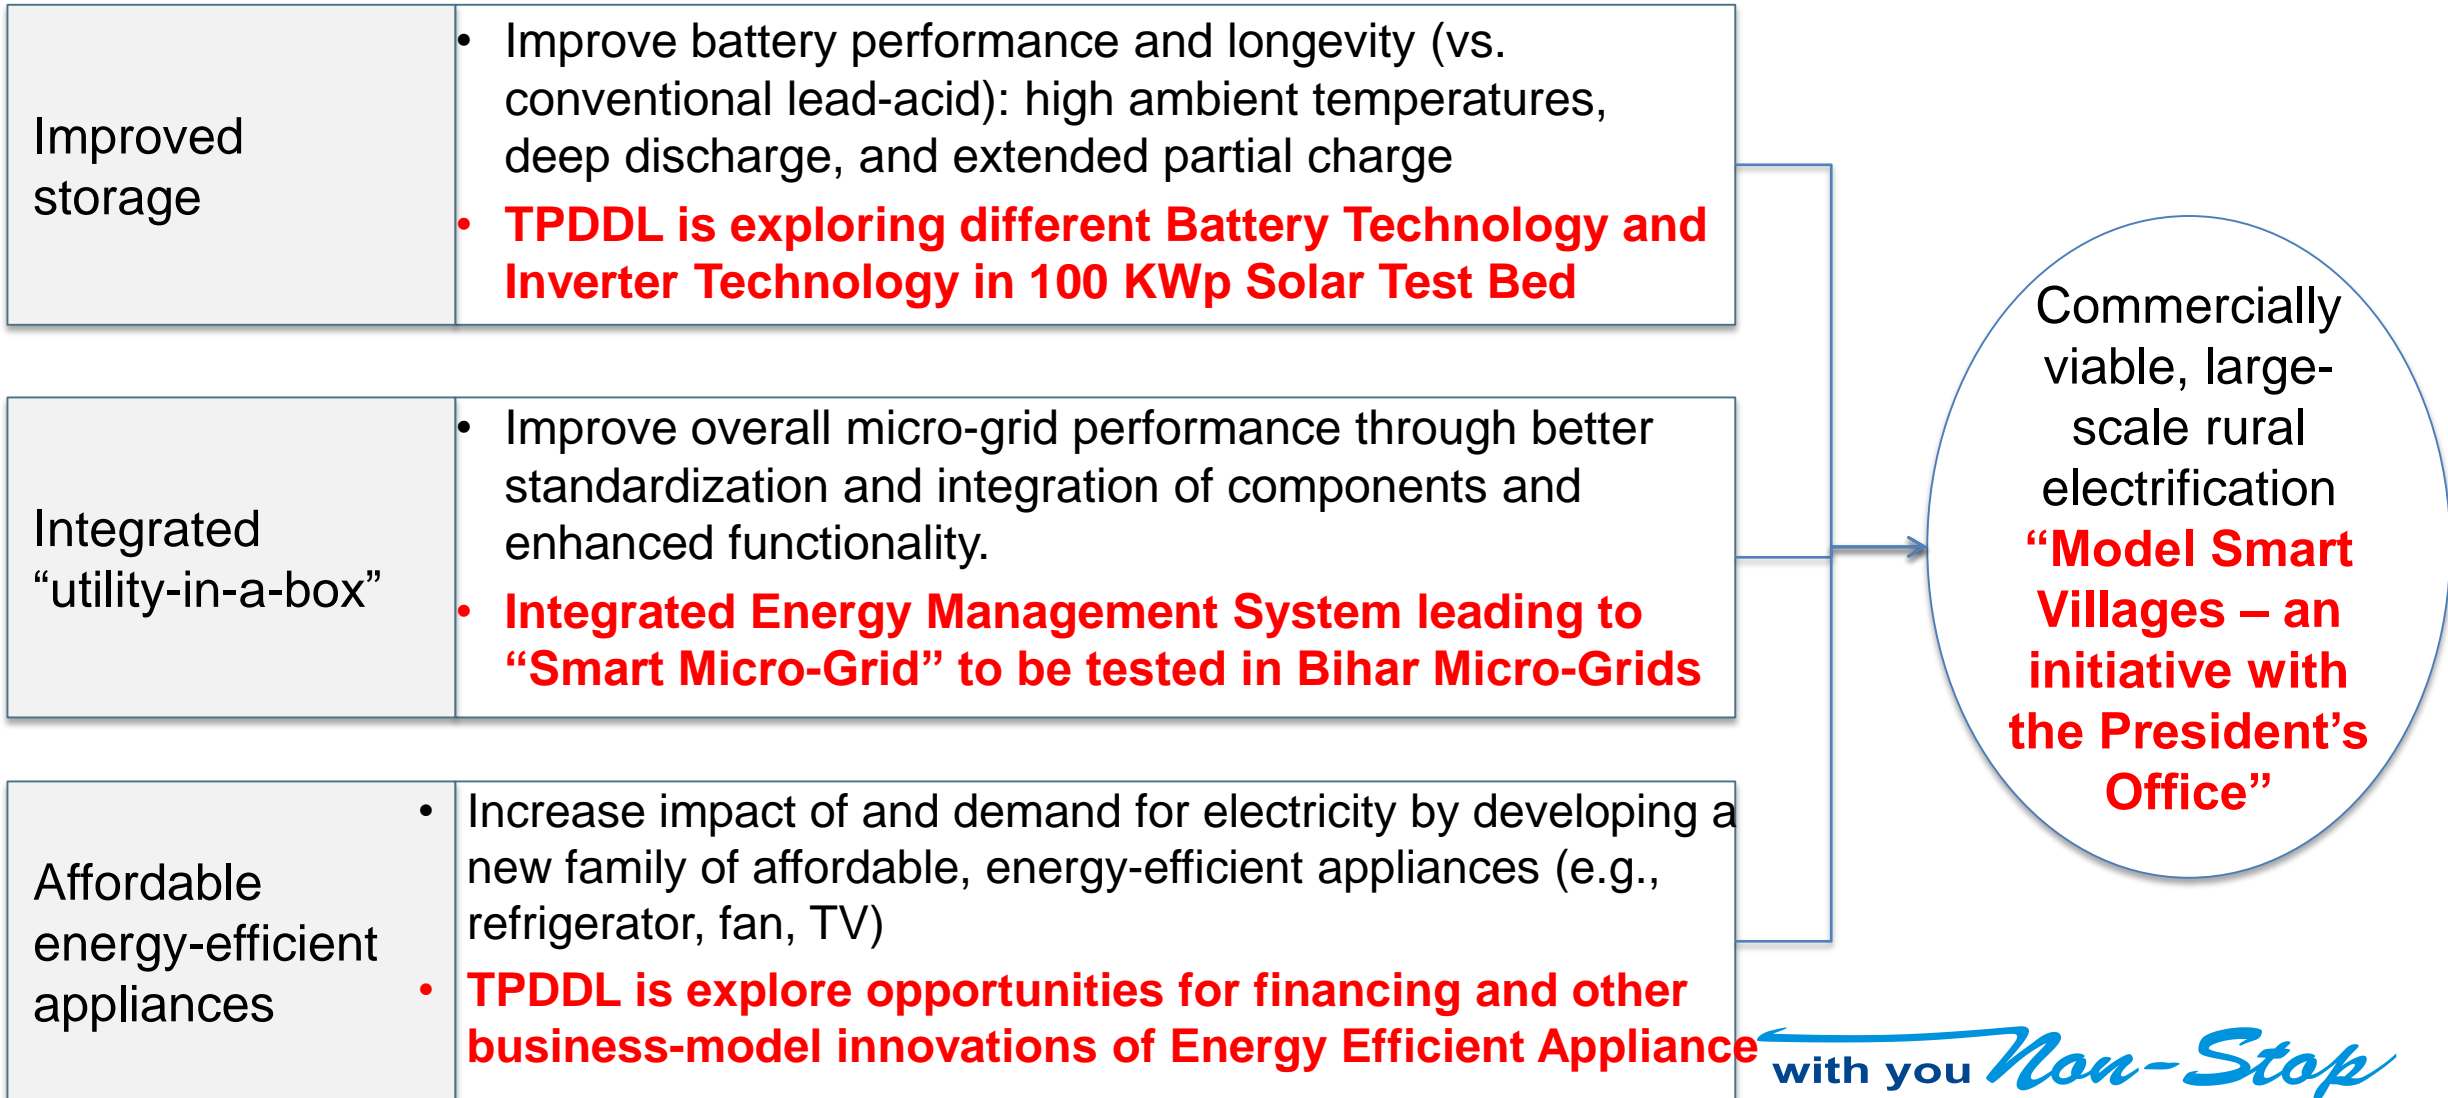 Improved
storage
• Improve battery performance and longevity (vs.
conventional lead-acid): high ambient temperatures,
deep discharge, and extended partial charge
• TPDDL is exploring different Battery Technology and
Inverter Technology in 100 KWp Solar Test Bed
Integrated
“utility-in-a-box”
• Improve overall micro-grid performance through better
standardization and integration of components and
enhanced functionality.
• Integrated Energy Management System leading to
“Smart Micro-Grid” to be tested in Bihar Micro-Grids
Affordable
energy-efficient
appliances
• Increase impact of and demand for electricity by developing a
new family of affordable, energy-efficient appliances (e.g.,
refrigerator, fan, TV)
• TPDDL is explore opportunities for financing and other
business-model innovations of Energy Efficient Appliance
Commercially
viable, large-
scale rural
electrification
“Model Smart
Villages – an
initiative with
the President’s
Office”
with you Non-Stop